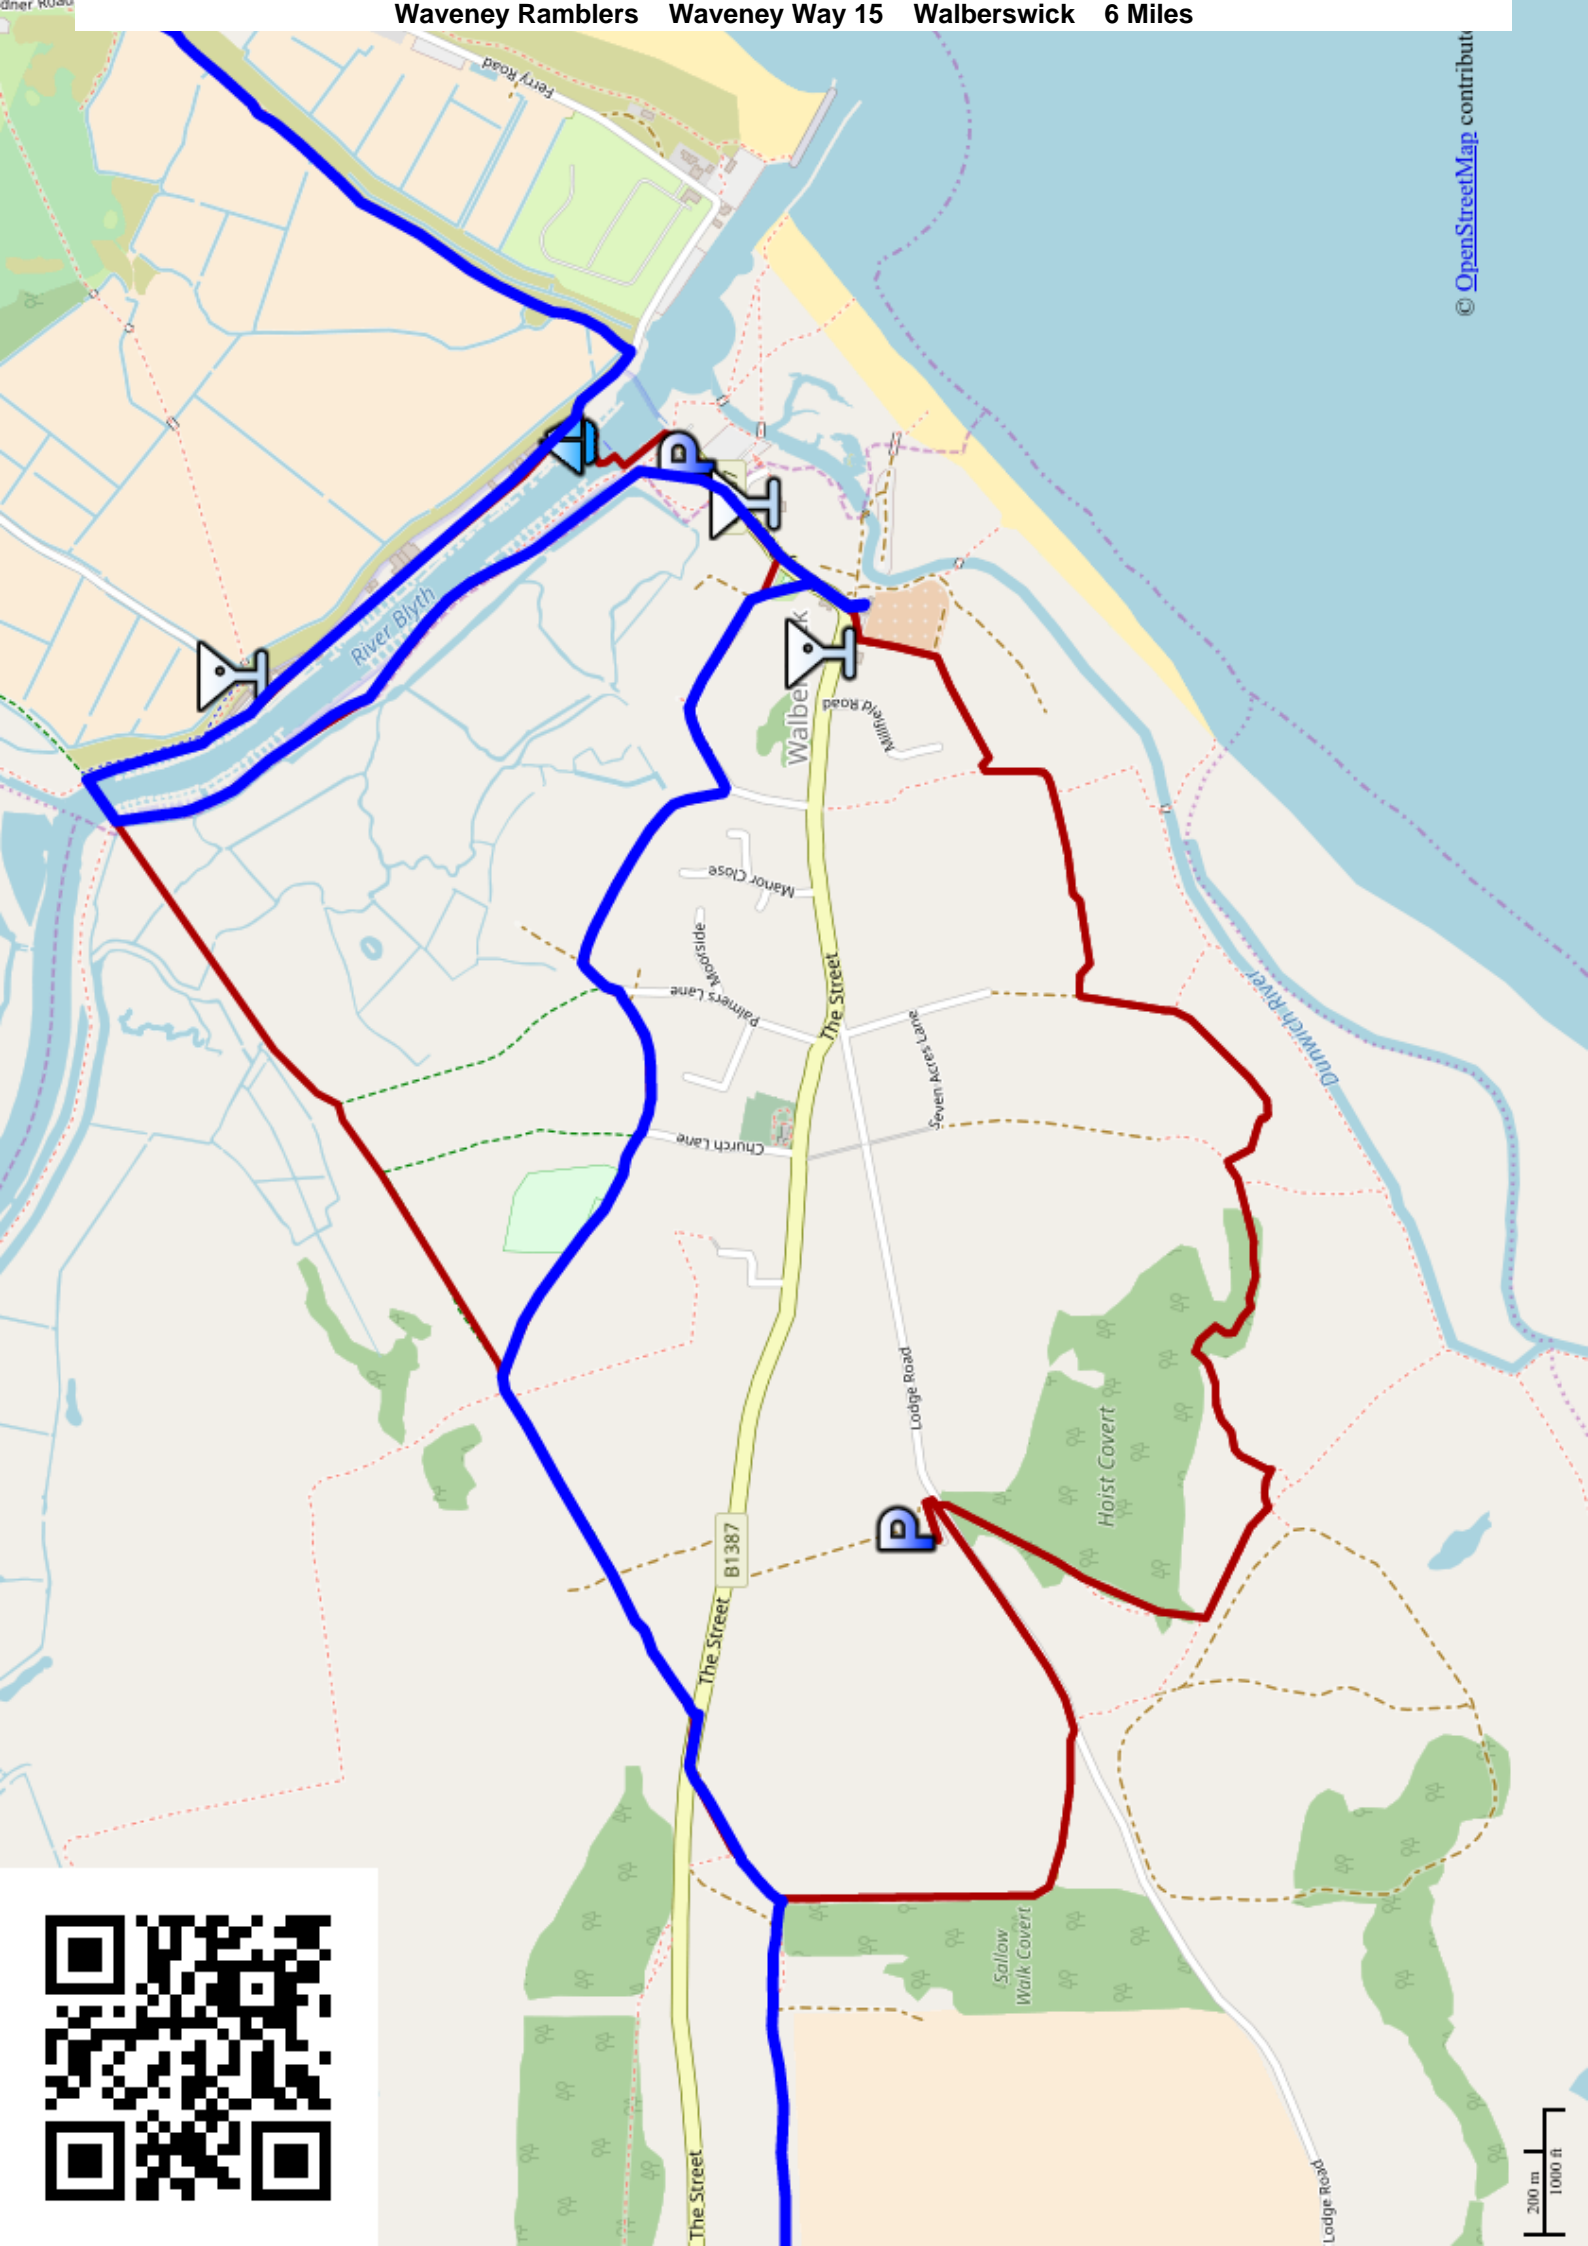 Waveney Ramblers Waveney Way 15 Walberswick 6 Miles
Ferry Road
© OpenStreetMap
P
River Blyth
Millfield Road
Manor Close
Moorside
Palmers Lane
The Street
Seven Acres Lane
Dunwich River
Church Lane
Lodge Road
Hoist Covert
P
B1387
The Street
Sallow
Walk Covert
The Street
Lodge Road
200 m
1000 ft